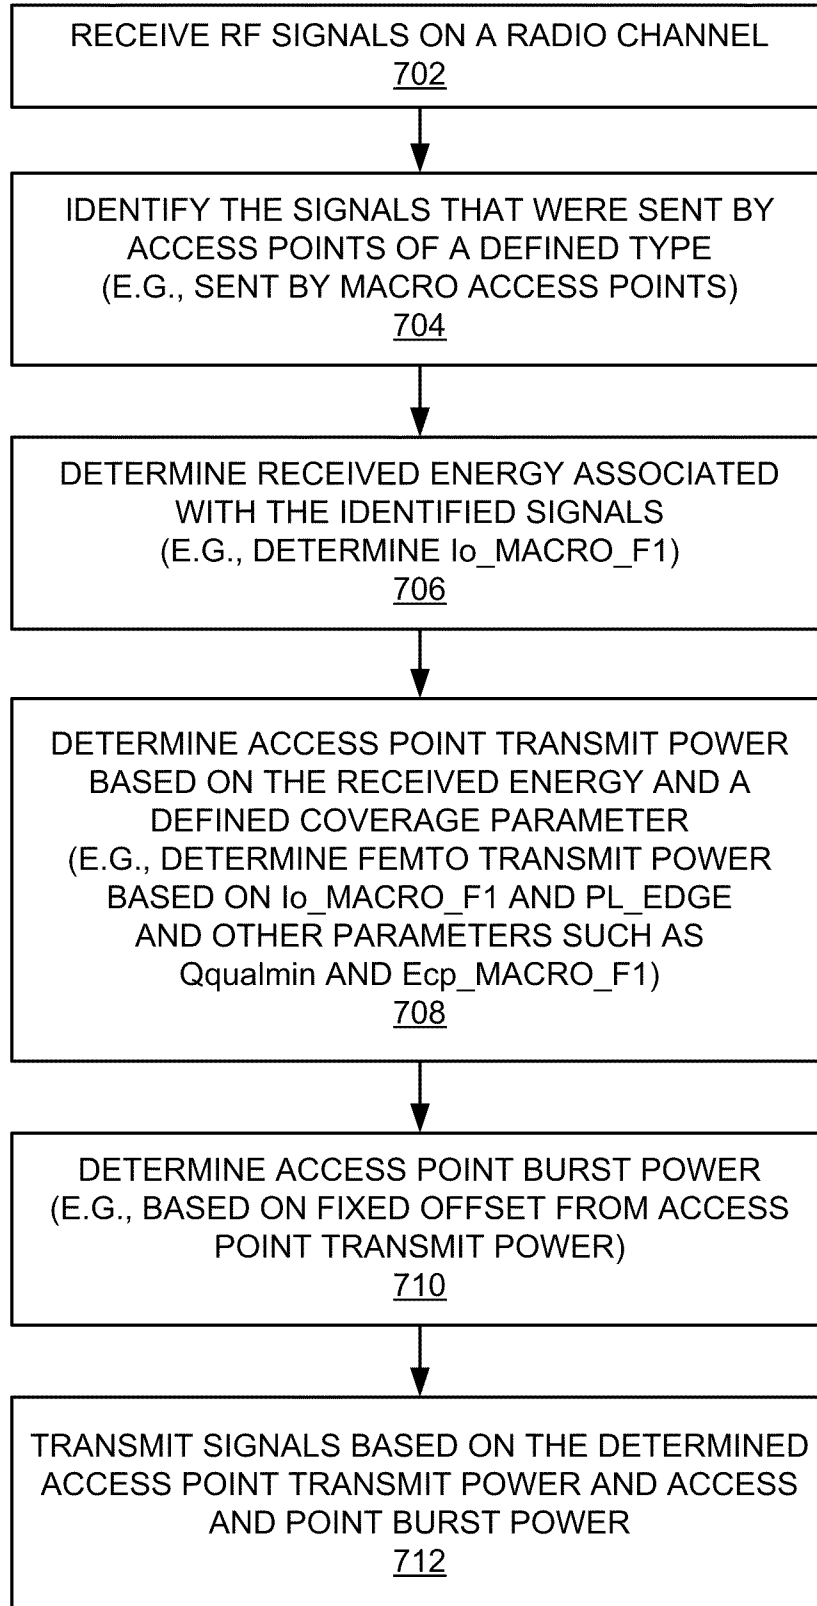 RECEIVE RF SIGNALS ON A RADIO CHANNEL
702
IDENTIFY THE SIGNALS THAT WERE SENT BY
ACCESS POINTS OF A DEFINED TYPE
(E.G., SENT BY MACRO ACCESS POINTS)
704
DETERMINE RECEIVED ENERGY ASSOCIATED
WITH THE IDENTIFIED SIGNALS
(E.G., DETERMINE Io_MACRO_F1)
706
DETERMINE ACCESS POINT TRANSMIT POWER
BASED ON THE RECEIVED ENERGY AND A
DEFINED COVERAGE PARAMETER
(E.G., DETERMINE FEMTO TRANSMIT POWER
BASED ON Io_MACRO_F1 AND PL_EDGE
AND OTHER PARAMETERS SUCH AS
Qqualmin AND Ecp_MACRO_F1)
708
DETERMINE ACCESS POINT BURST POWER
(E.G., BASED ON FIXED OFFSET FROM ACCESS
POINT TRANSMIT POWER)
710
TRANSMIT SIGNALS BASED ON THE DETERMINED
ACCESS POINT TRANSMIT POWER AND ACCESS
AND POINT BURST POWER
712